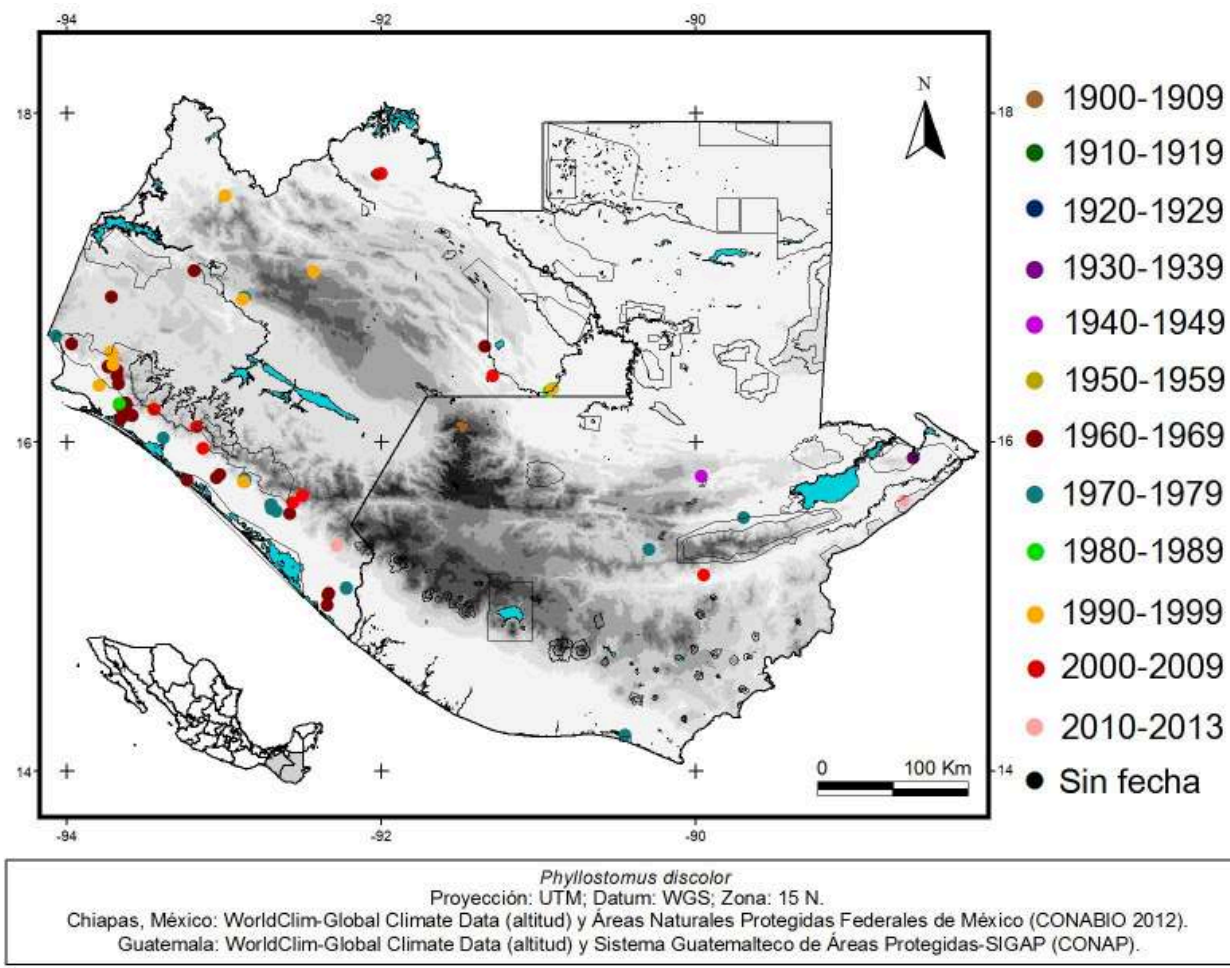 -94 -92 -90
N
18 18
16 16
14 14
0 100 Km
-94 -92 -90
1900-1909
1910-1919
1920-1929
1930-1939
1940-1949
1950-1959
1960-1969
1970-1979
1980-1989
1990-1999
2000-2009
2010-2013
Sin fecha
Phyllostomus discolor
Proyección: UTM; Datum: WGS; Zona: 15 N.
Chiapas, México: WorldClim-Global Climate Data (altitud) y Áreas Naturales Protegidas Federales de México (CONABIO 2012).
Guatemala: WorldClim-Global Climate Data (altitud) y Sistema Guatemalteco de Áreas Protegidas-SIGAP (CONAP).